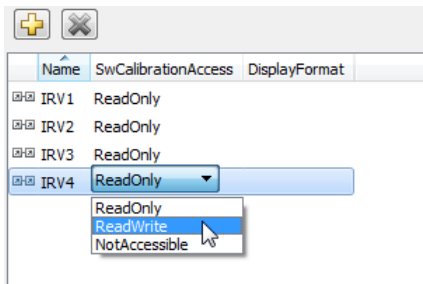 Name SwCalibrationAccess DisplayFormat
IRV1 ReadOnly
IRV2 ReadOnly
IRV3 ReadOnly
IRV4 ReadOnly
ReadOnly
ReadWrite
NotAccessible